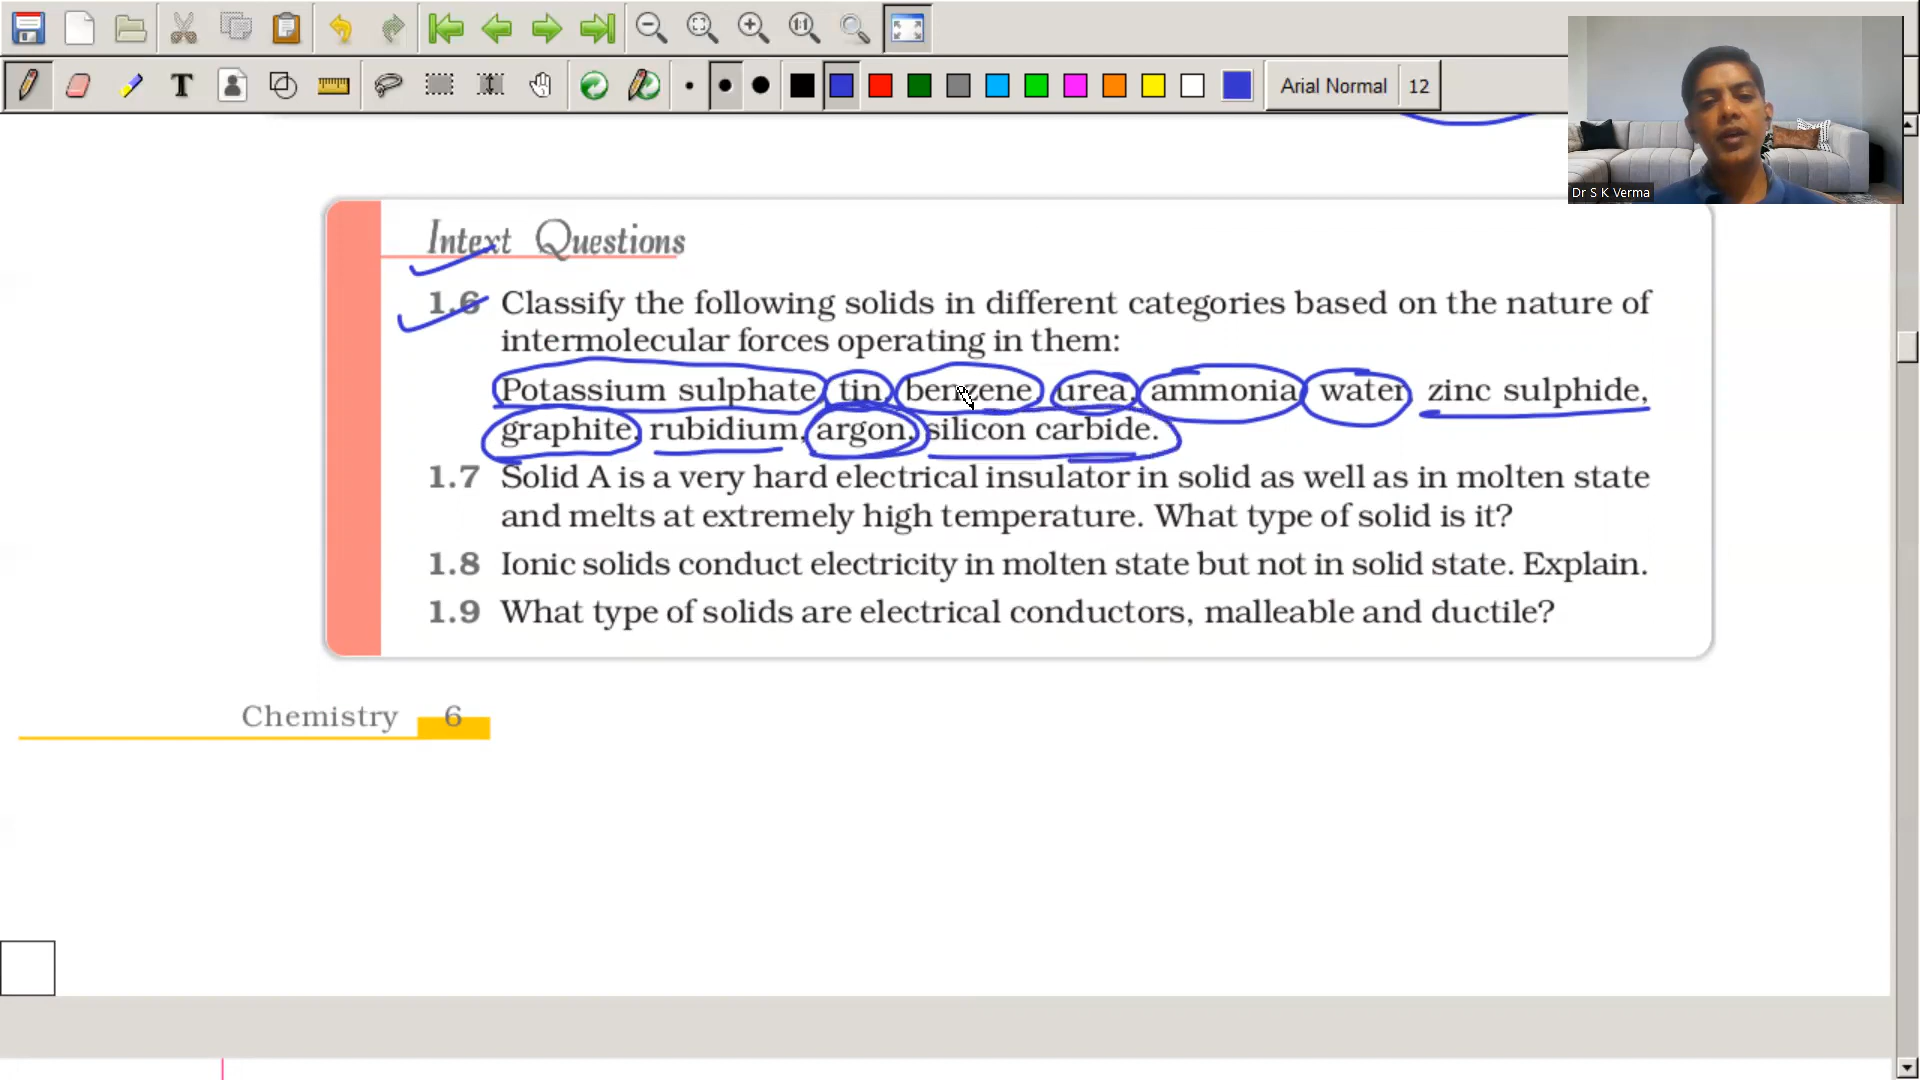 T
1:1
Arial Normal 12
Dr S K Verma
Intext Questions
1.6 Classify the following solids in different categories based on the nature of
intermolecular forces operating in them:
Potassium sulphate, tin, benzene, urea, ammonia, water, zinc sulphide,
graphite, rubidium, argon, silicon carbide.
1.7 Solid A is a very hard electrical insulator in solid as well as in molten state
and melts at extremely high temperature. What type of solid is it?
1.8 Ionic solids conduct electricity in molten state but not in solid state. Explain.
1.9 What type of solids are electrical conductors, malleable and ductile?
Chemistry 6